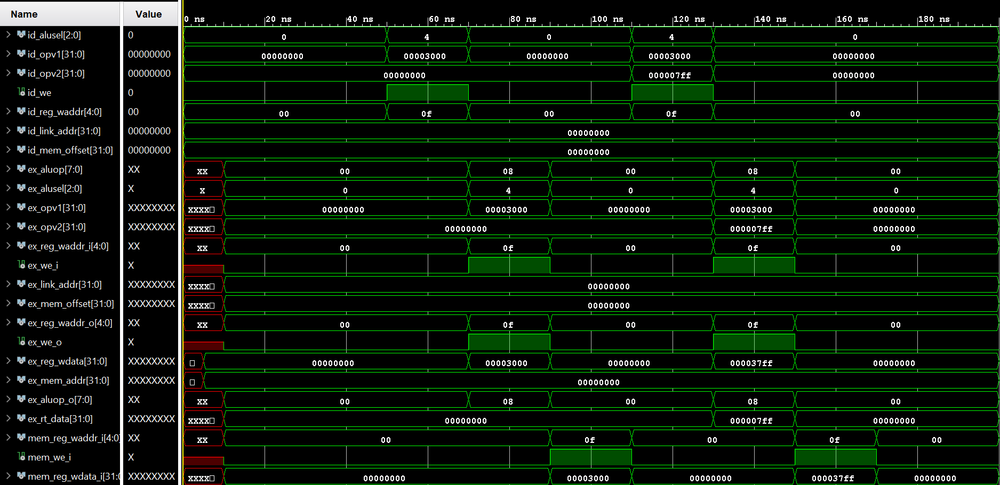 Name Value 0 ns 20 ns 40 ns 60 ns 80 ns 100 ns 120 ns 140 ns 160 ns 180 ns
id_alusel[2:0] 0 0 4 0 4 0
id_opv1[31:0] 00000000 00000000 00003000 00000000 00003000 00000000
id_opv2[31:0] 00000000 00000000 000007ff 00000000
id_we 0
id_reg_waddr[4:0] 00 00 0f 00 0f 00
id_link_addr[31:0] 00000000 00000000
id_mem_offset[31:0] 00000000 00000000
ex_aluop[7:0] XX XX 00 08 00 08 00
ex_alusel[2:0] X X 0 4 0 4 0
ex_opv1[31:0] XXXXXXXX XXXX□ 00000000 00003000 00000000 00003000 00000000
ex_opv2[31:0] XXXXXXXX XXXX□ 00000000 000007ff 00000000
ex_reg_waddr_i[4:0] XX XX 00 0f 00 0f 00
ex_we_i X
ex_link_addr[31:0] XXXXXXXX XXXX□ 00000000
ex_mem_offset[31:0] XXXXXXXX XXXX□ 00000000
ex_reg_waddr_o[4:0] XX XX 00 0f 00 0f 00
ex_we_o X
ex_reg_wdata[31:0] XXXXXXXX □ 00000000 00003000 00000000 000037ff 00000000
ex_mem_addr[31:0] XXXXXXXX □ 00000000
ex_aluop_o[7:0] XX XX 00 08 00 08 00
ex_rt_data[31:0] XXXXXXXX XXXX□ 00000000 000007ff 00000000
mem_reg_waddr_i[4:0] XX XX 00 0f 00 0f 00
mem_we_i X
mem_reg_wdata_i[31:0 XXXXXXXX XXXX□ 00000000 00003000 00000000 000037ff 00000000